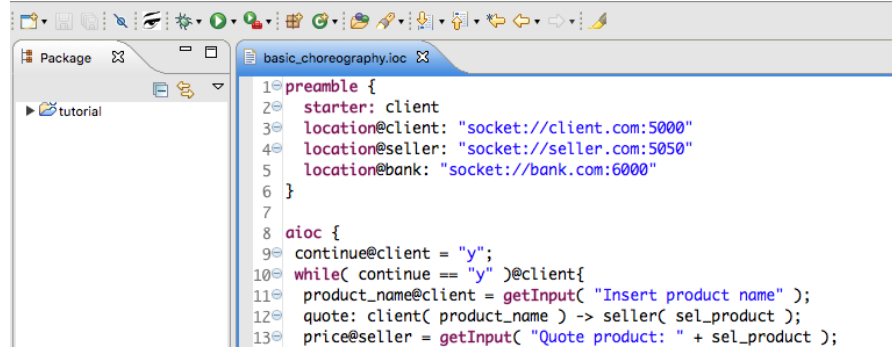 Package
basic_choreography.ioc
tutorial
1 preamble {
2 starter: client
3 location@client: "socket://client.com:5000"
4 location@seller: "socket://seller.com:5050"
5 location@bank: "socket://bank.com:6000"
6 }
7
8 aioc {
9 continue@client = "y";
10 while( continue == "y" )@client{
11 product_name@client = getInput( "Insert product name" );
12 quote: client( product_name ) -> seller( sel_product );
13 price@seller = getInput( "Quote product: " + sel_product );